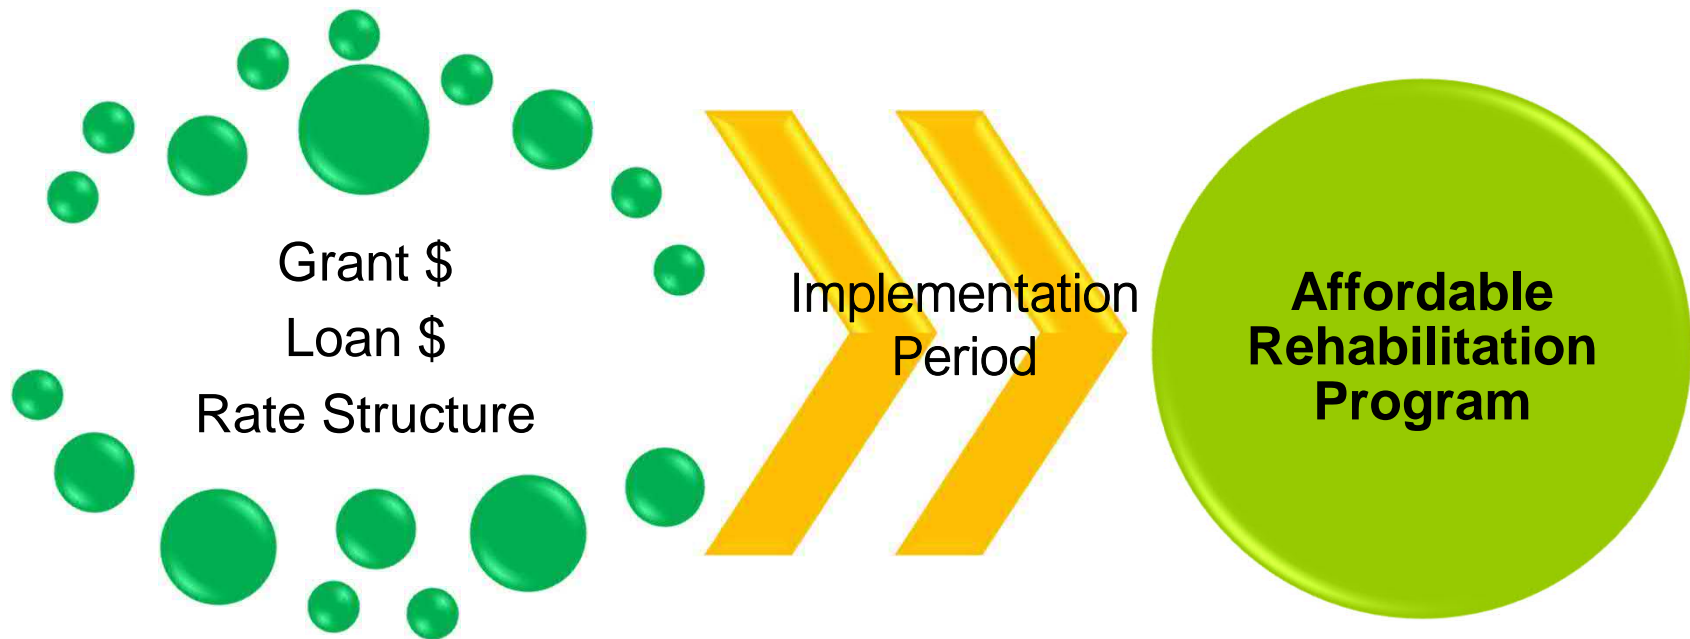 Grant $
Loan $
Rate Structure
Implementation
Period
Affordable
Rehabilitation
Program